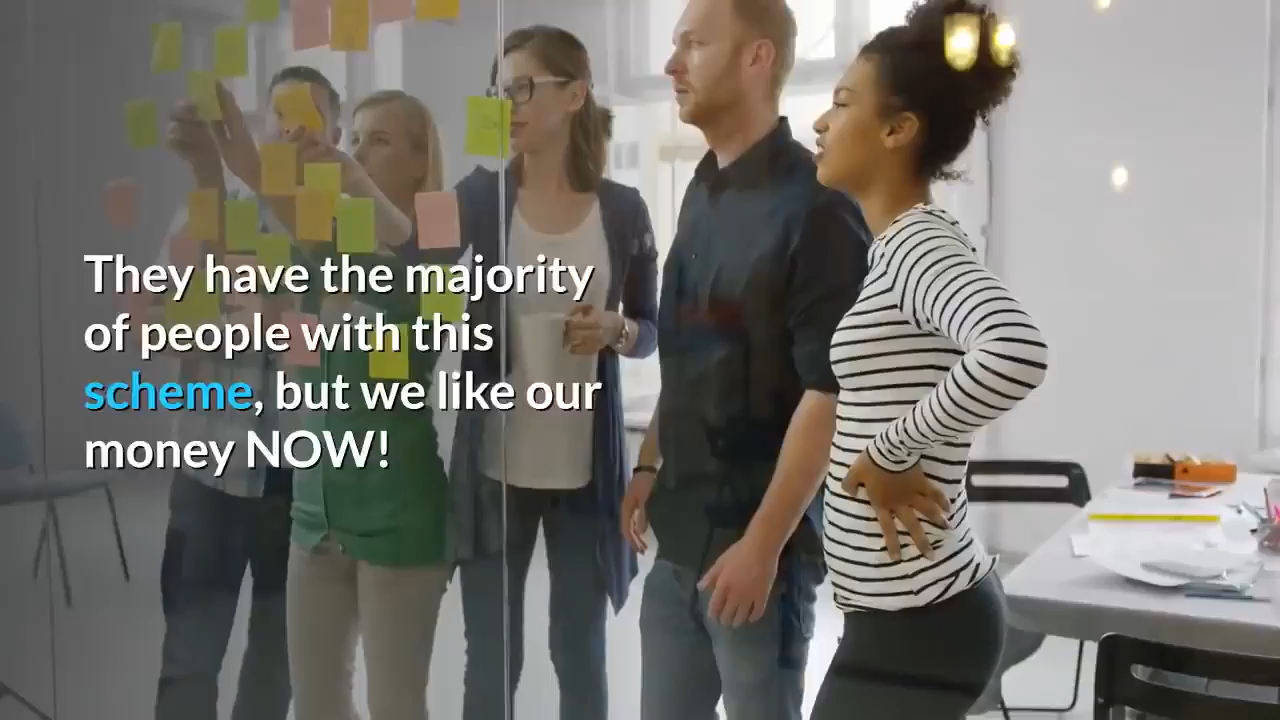 They have the majority
of people with this
scheme, but we like our
money NOW!